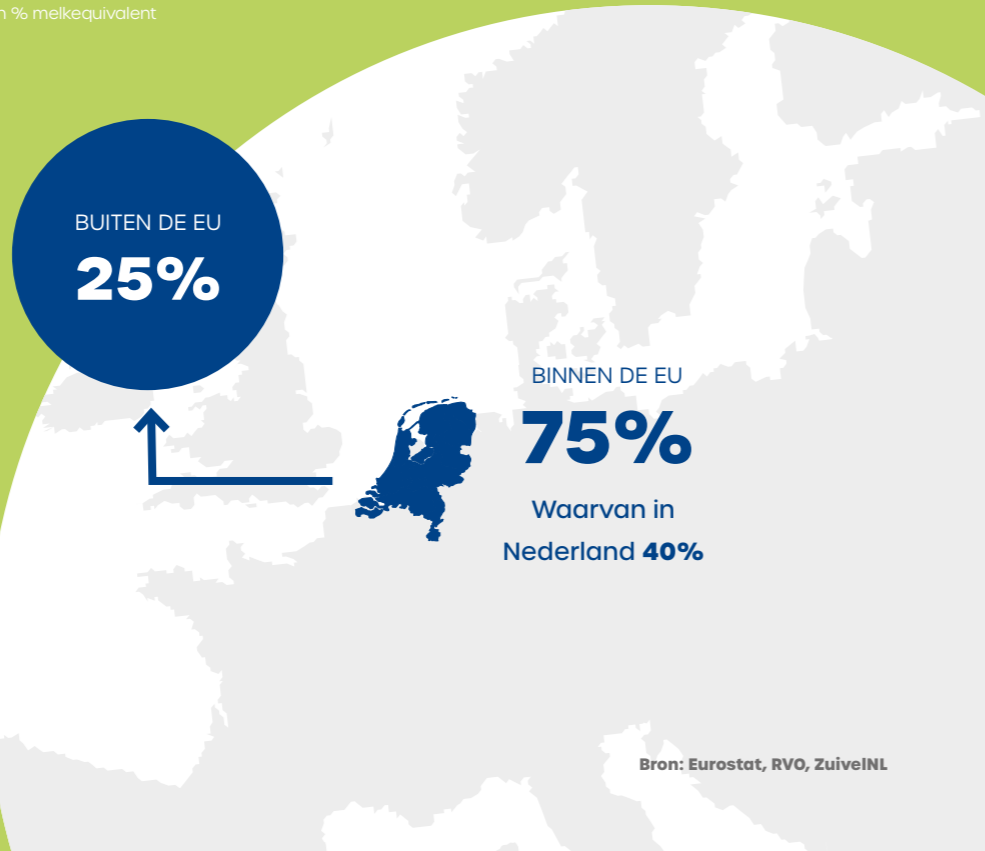 % melkequivalent
BUITEN DE EU
25%
BINNEN DE EU
75%
Waarvan in
Nederland 40%
Bron: Eurostat, RVO, ZuivelNL